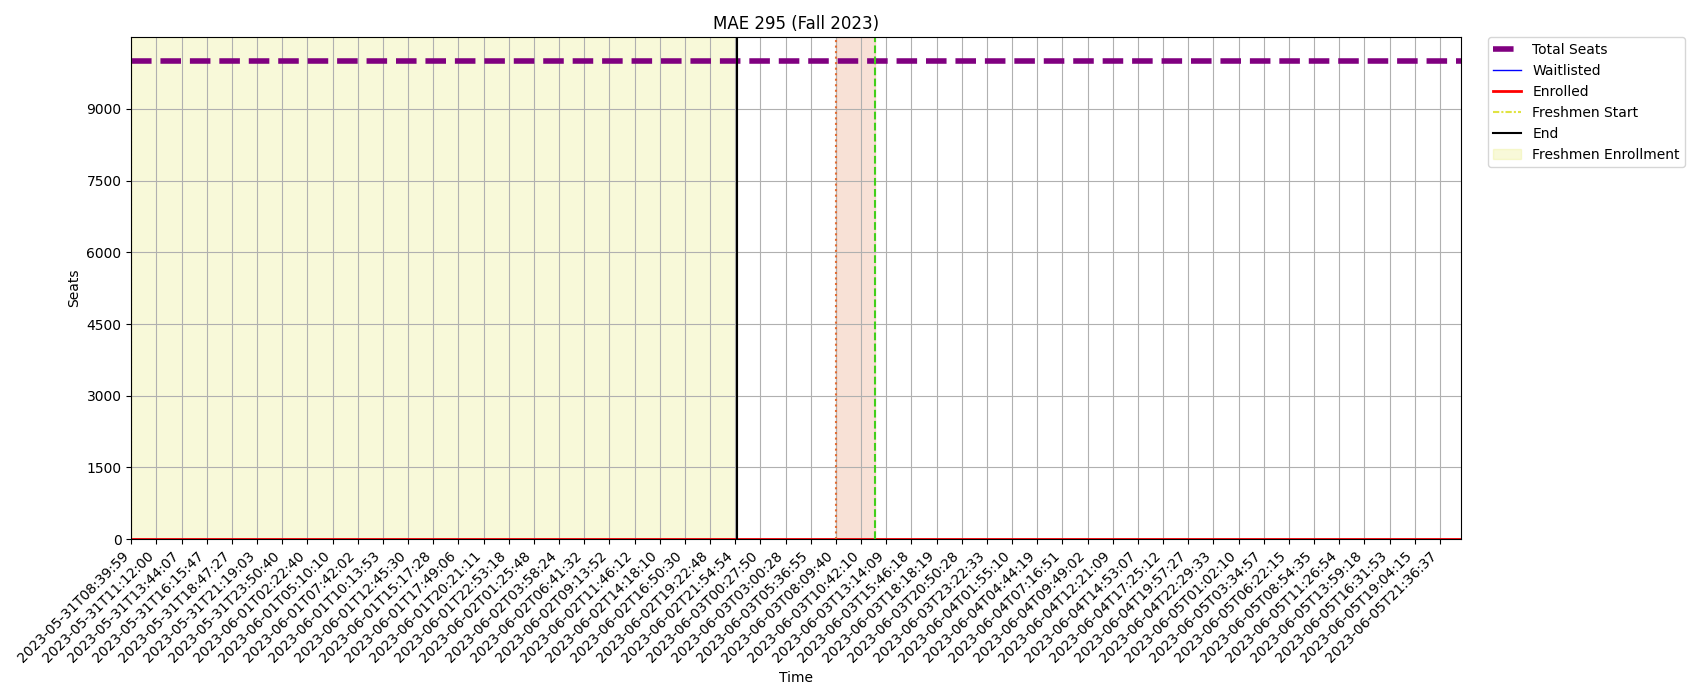 MAE 295 (Fall 2023)
Total Seats
Waitlisted
Enrolled
Freshmen Start
End
Freshmen Enrollment
Seats
9000
7500
6000
4500
3000
1500
0
2023-05-31T08:39:59
2023-05-31T11:12:00
2023-05-31T13:44:07
2023-05-31T16:15:47
2023-05-31T18:47:27
2023-05-31T21:19:03
2023-05-31T23:50:40
2023-06-01T02:22:40
2023-06-01T05:10:10
2023-06-01T07:42:02
2023-06-01T10:13:53
2023-06-01T12:45:30
2023-06-01T15:17:28
2023-06-01T17:49:06
2023-06-01T20:21:11
2023-06-01T22:53:18
2023-06-02T01:25:48
2023-06-02T03:58:24
2023-06-02T06:41:32
2023-06-02T09:13:52
2023-06-02T11:46:12
2023-06-02T14:18:10
2023-06-02T16:50:30
2023-06-02T19:22:48
2023-06-02T21:54:54
2023-06-03T00:27:50
2023-06-03T03:00:28
2023-06-03T05:36:55
2023-06-03T08:09:40
2023-06-03T10:42:10
2023-06-03T13:14:09
2023-06-03T15:46:18
2023-06-03T18:18:19
2023-06-03T20:50:28
2023-06-03T23:22:33
2023-06-04T01:55:10
2023-06-04T04:44:19
2023-06-04T07:16:51
2023-06-04T09:49:02
2023-06-04T12:21:09
2023-06-04T14:53:07
2023-06-04T17:25:12
2023-06-04T19:57:27
2023-06-04T22:29:33
2023-06-05T01:02:10
2023-06-05T03:34:57
2023-06-05T06:22:15
2023-06-05T08:54:35
2023-06-05T11:26:54
2023-06-05T13:59:18
2023-06-05T16:31:53
2023-06-05T19:04:15
2023-06-05T21:36:37
Time